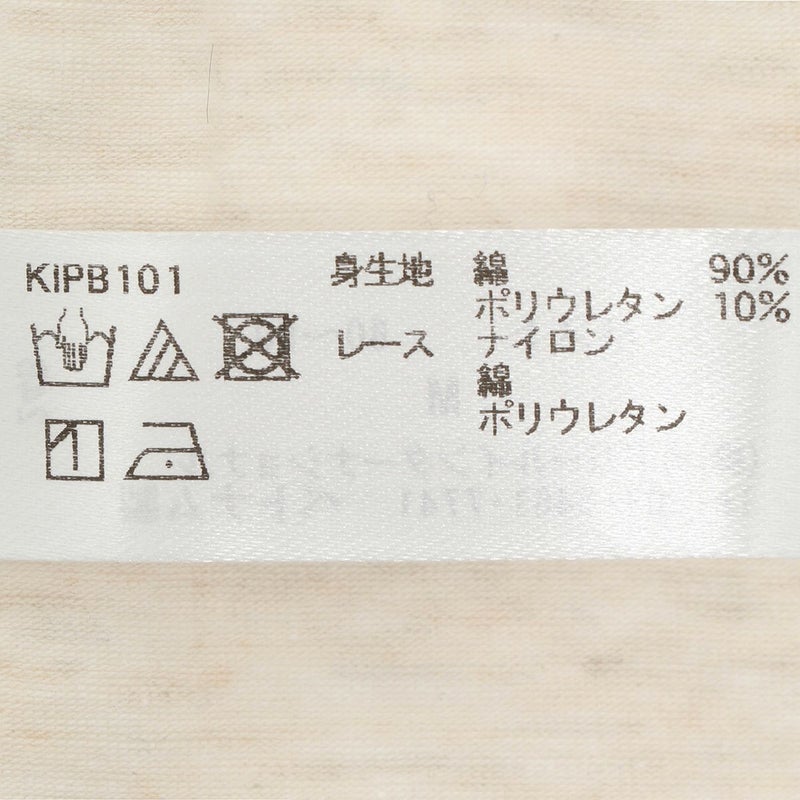 KIPB101
身生地 綿 90%
ポリウレタン 10%
レース ナイロン
綿
ポリウレタン